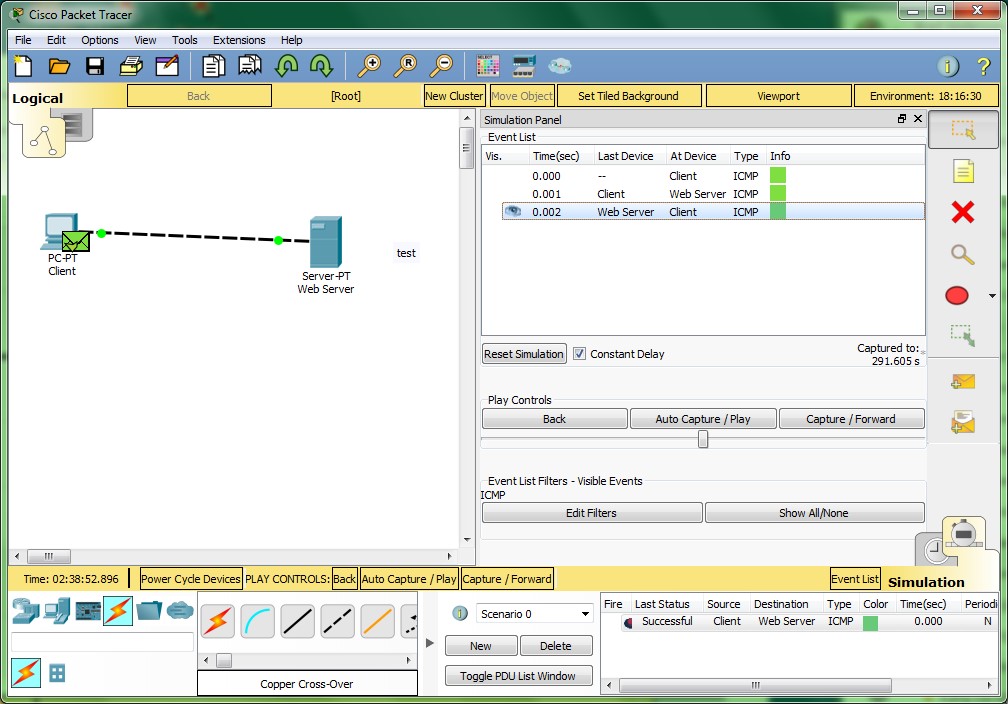 Cisco Packet Tracer
File Edit Options View Tools Extensions Help
Logical Back [Root] New Cluster Move Object Set Tiled Background Viewport Environment: 18:16:30
Simulation Panel
Event List
Vis. Time(sec) Last Device At Device Type Info
0.000 -- Client ICMP
0.001 Client Web Server ICMP
0.002 Web Server Client ICMP
PC-PT
Client
Server-PT
Web Server
test
Reset Simulation Constant Delay Captured to:
291.605 s
Play Controls
Back Auto Capture / Play Capture / Forward
Event List Filters - Visible Events
ICMP
Edit Filters Show All/None
Time: 02:38:52.896 Power Cycle Devices PLAY CONTROLS: Back Auto Capture / Play Capture / Forward Event List Simulation
Scenario 0
New Delete
Toggle PDU List Window
Fire Last Status Source Destination Type Color Time(sec) Periodi
Successful Client Web Server ICMP 0.000 N
Copper Cross-Over